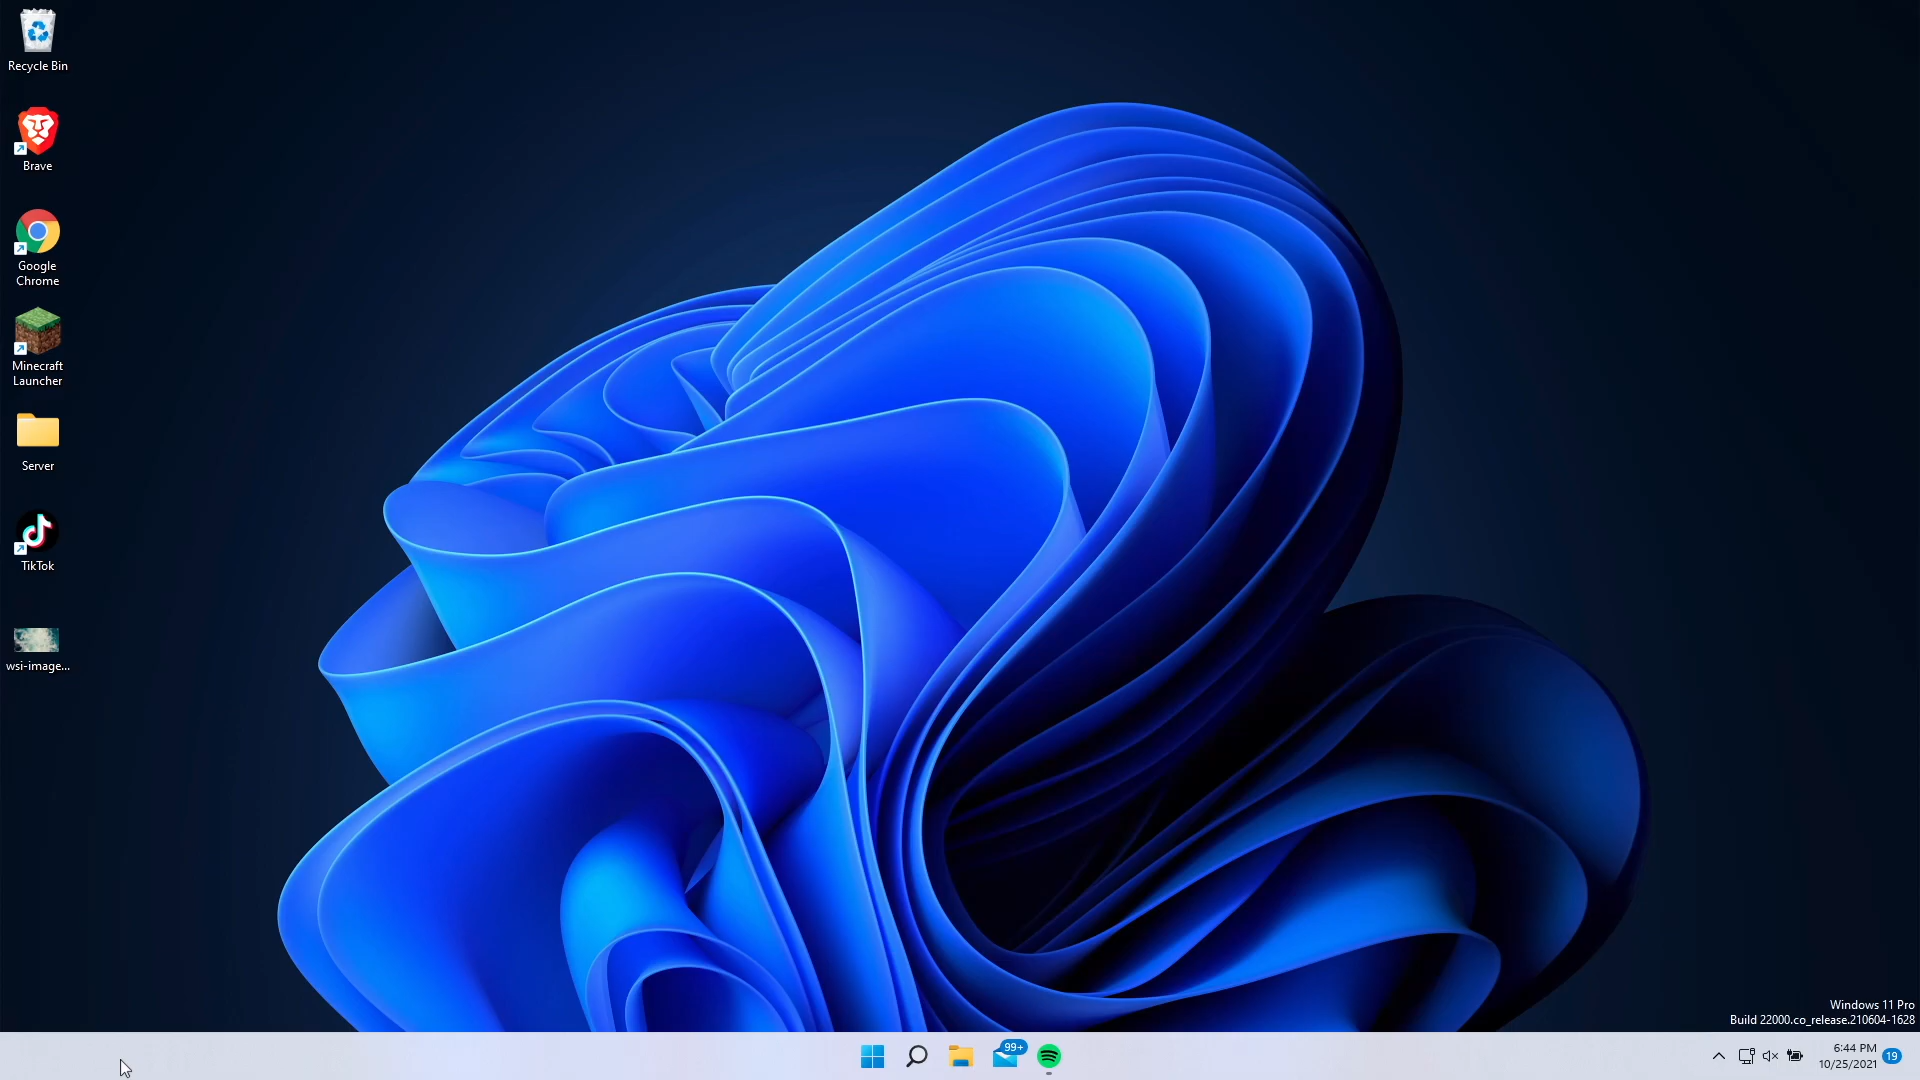 Recycle Bin
Brave
Google
Chrome
Minecraft
Launcher
Server
TikTok
wsi-image...
Windows 11 Pro
Build 22000.co_release.210604-1628
99+
6:44 PM
10/25/2021
19